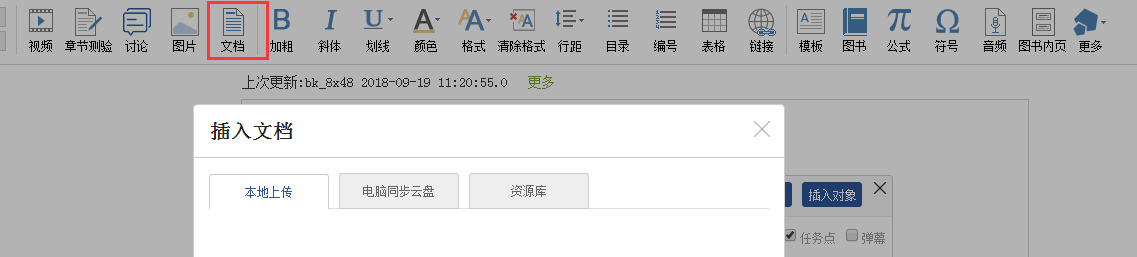 视频 章节测验 讨论 图片 文档 加粗 斜体 划线 颜色 格式 清除格式 行距 目录 编号 表格 链接 模板 图书 公式 符号 音频 图书内页 更多
上次更新:bk_8x48 2018-09-19 11:20:55.0 更多
插入文档
本地上传 电脑同步云盘 资源库
插入对象
任务点 弹幕